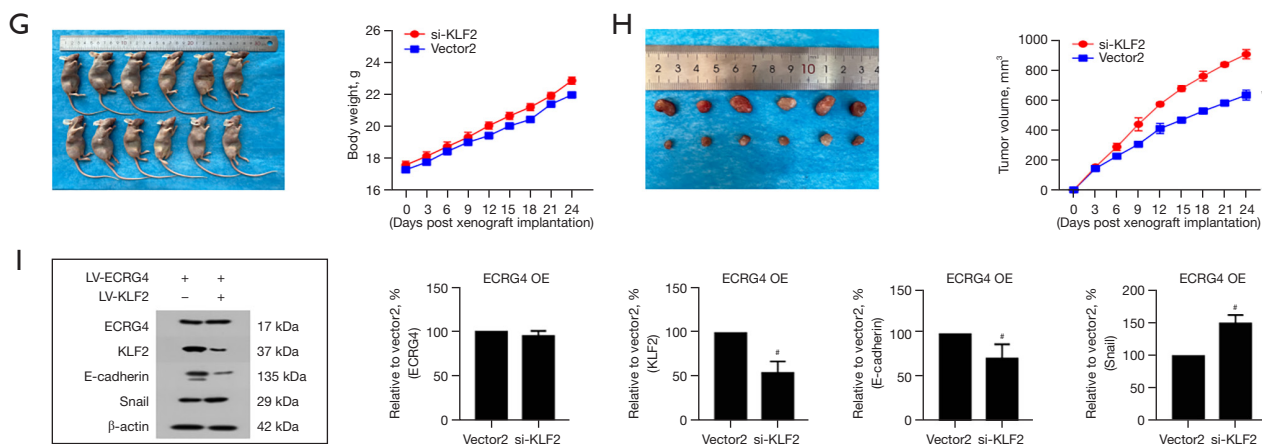 G
si-KLF2
Vector2
Body weight, g
26
24
22
20
18
16
0 3 6 9 12 15 18 21 24
(Days post xenograft implantation)
H
2 3 4 5 6 7 8 9 10 1 2 3 4
si-KLF2
Vector2
Tumor volume, mm3
1000
800
600
400
200
0
0 3 6 9 12 15 18 21 24
(Days post xenograft implantation)
I
LV-ECRG4 + +
LV-KLF2 – +
ECRG4 17 kDa
KLF2 37 kDa
E-cadherin 135 kDa
Snail 29 kDa
β-actin 42 kDa
ECRG4 OE
Relative to vector2, %
(ECRG4)
150
100
50
0
Vector2 si-KLF2
ECRG4 OE
Relative to vector2, %
(KLF2)
150
100
50
0
#
Vector2 si-KLF2
ECRG4 OE
Relative to vector2, %
(E-cadherin)
150
100
50
0
#
Vector2 si-KLF2
ECRG4 OE
Relative to vector2, %
(Snail)
200
150
100
50
0
#
Vector2 si-KLF2